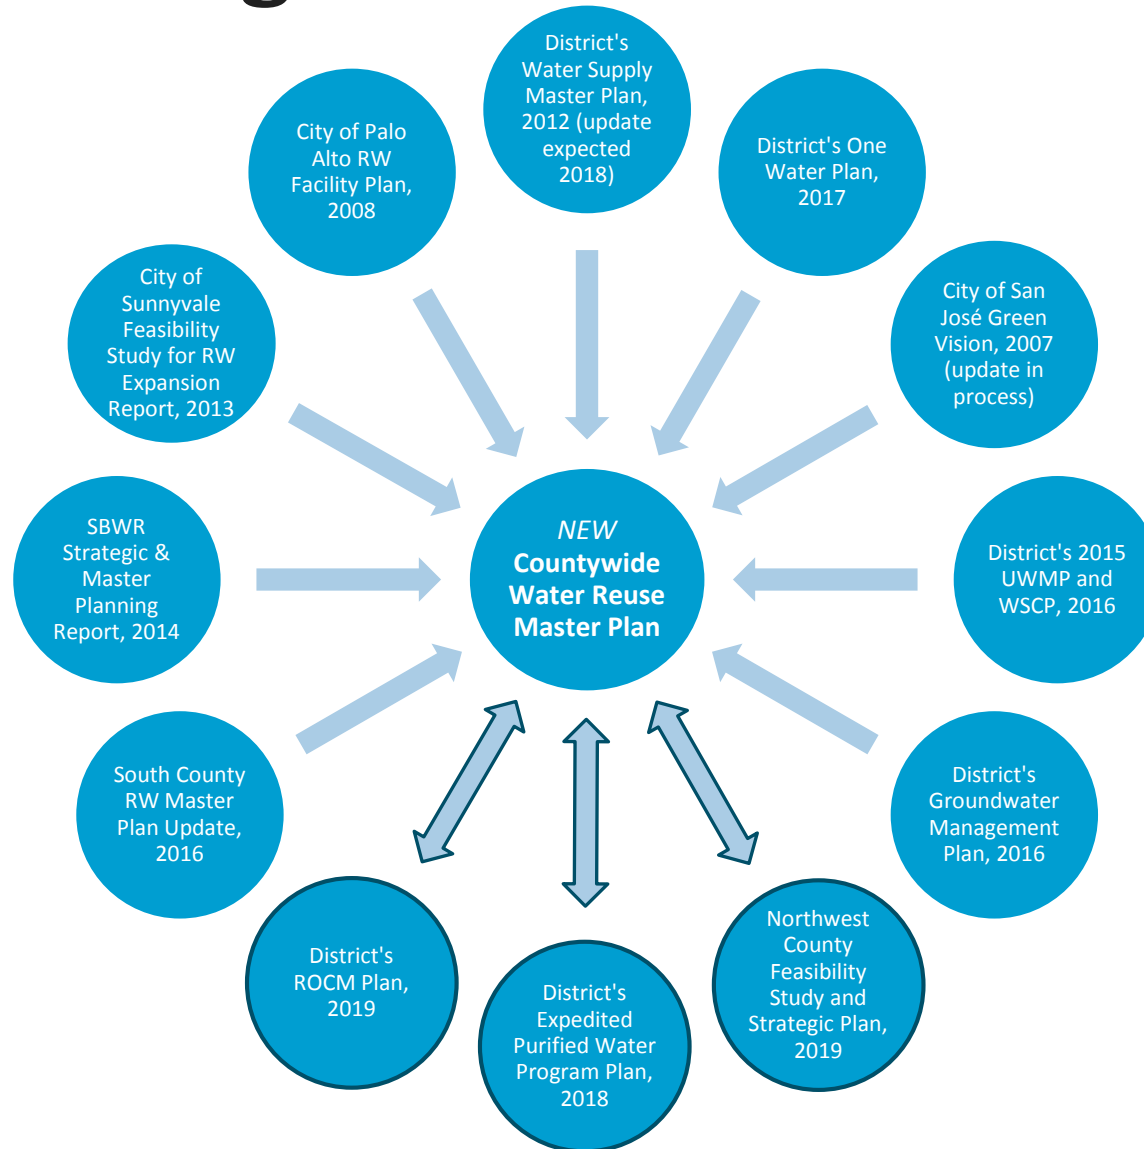 District's
Water Supply
Master Plan,
2012 (update
expected
2018)
District's One
Water Plan,
2017
City of San
José Green
Vision, 2007
(update in
process)
District's 2015
UWMP and
WSCP, 2016
District's
Groundwater
Management
Plan, 2016
Northwest
County
Feasibility
Study and
Strategic Plan,
2019
District's
Expedited
Purified Water
Program Plan,
2018
District's
ROCM Plan,
2019
South County
RW Master
Plan Update,
2016
SBWR
Strategic &
Master
Planning
Report, 2014
City of
Sunnyvale
Feasibility
Study for RW
Expansion
Report, 2013
City of Palo
Alto RW
Facility Plan,
2008
NEW
Countywide
Water Reuse
Master Plan